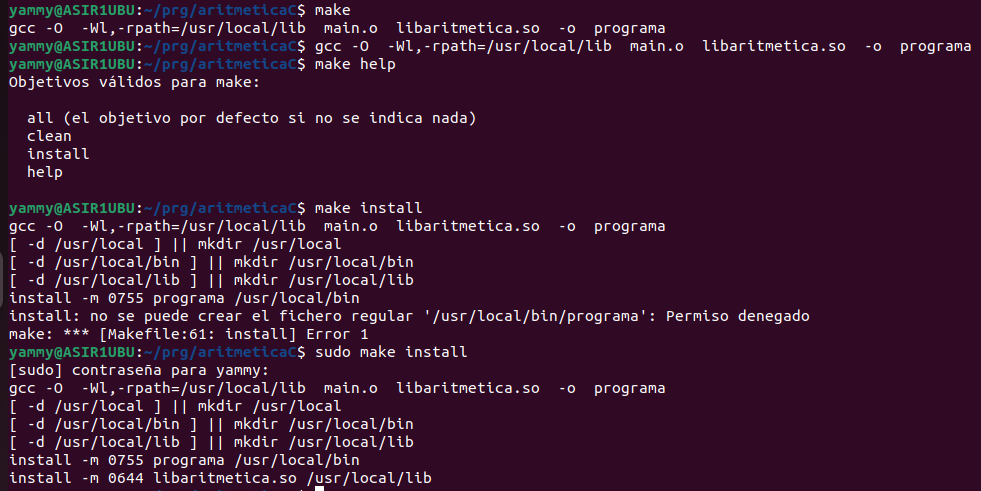 yammy@ASIR1UBU:~/prg/aritmeticaC$ make
gcc -O  -Wl,-rpath=/usr/local/lib  main.o  libaritmetica.so  -o  programa
yammy@ASIR1UBU:~/prg/aritmeticaC$ gcc -O  -Wl,-rpath=/usr/local/lib  main.o  libaritmetica.so  -o  programa
yammy@ASIR1UBU:~/prg/aritmeticaC$ make help
Objetivos válidos para make:
  all (el objetivo por defecto si no se indica nada)
  clean
  install
  help
yammy@ASIR1UBU:~/prg/aritmeticaC$ make install
gcc -O  -Wl,-rpath=/usr/local/lib  main.o  libaritmetica.so  -o  programa
[ -d /usr/local ] || mkdir /usr/local
[ -d /usr/local/bin ] || mkdir /usr/local/bin
[ -d /usr/local/lib ] || mkdir /usr/local/lib
install -m 0755 programa /usr/local/bin
install: no se puede crear el fichero regular '/usr/local/bin/programa': Permiso denegado
make: *** [Makefile:61: install] Error 1
yammy@ASIR1UBU:~/prg/aritmeticaC$ sudo make install
[sudo] contraseña para yammy:
gcc -O  -Wl,-rpath=/usr/local/lib  main.o  libaritmetica.so  -o  programa
[ -d /usr/local ] || mkdir /usr/local
[ -d /usr/local/bin ] || mkdir /usr/local/bin
[ -d /usr/local/lib ] || mkdir /usr/local/lib
install -m 0755 programa /usr/local/bin
install -m 0644 libaritmetica.so /usr/local/lib